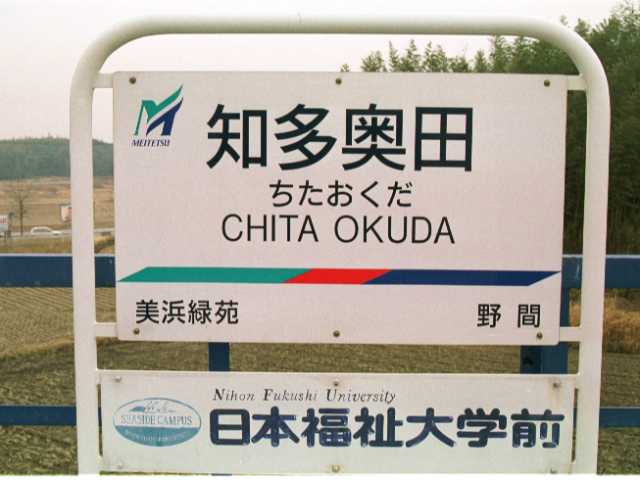 MEITETSU
知多奥田
ちたおくだ
CHITA OKUDA
美浜緑苑
野間
Nihon Fukushi University
SEASIDE CAMPUS
日本福祉大学前